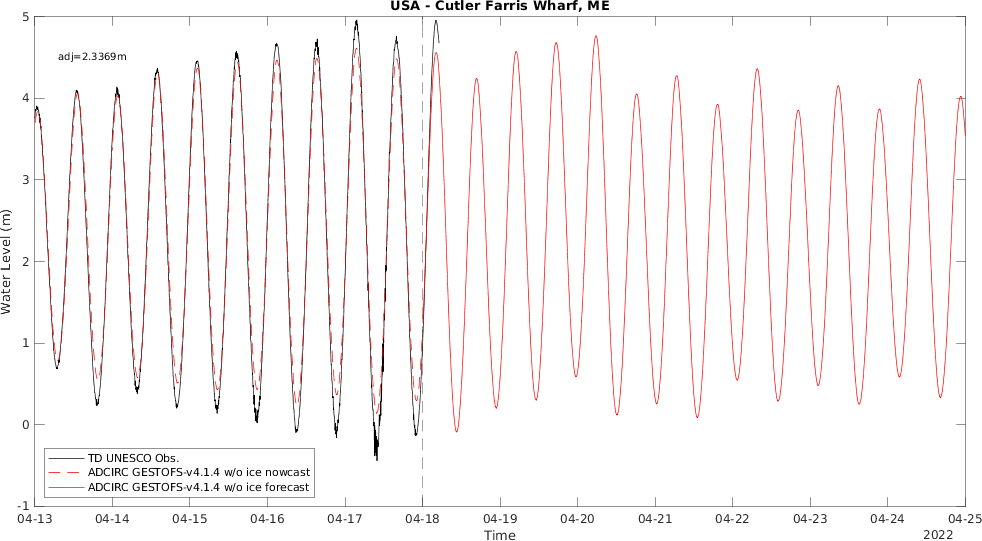 USA - Cutler Farris Wharf, ME
adj=2.3369m
5
4
3
2
1
0
-1
Water Level (m)
TD UNESCO Obs.
ADCIRC GESTOFS-v4.1.4 w/o ice nowcast
ADCIRC GESTOFS-v4.1.4 w/o ice forecast
04-13 04-14 04-15 04-16 04-17 04-18 04-19 04-20 04-21 04-22 04-23 04-24 04-25
Time
2022